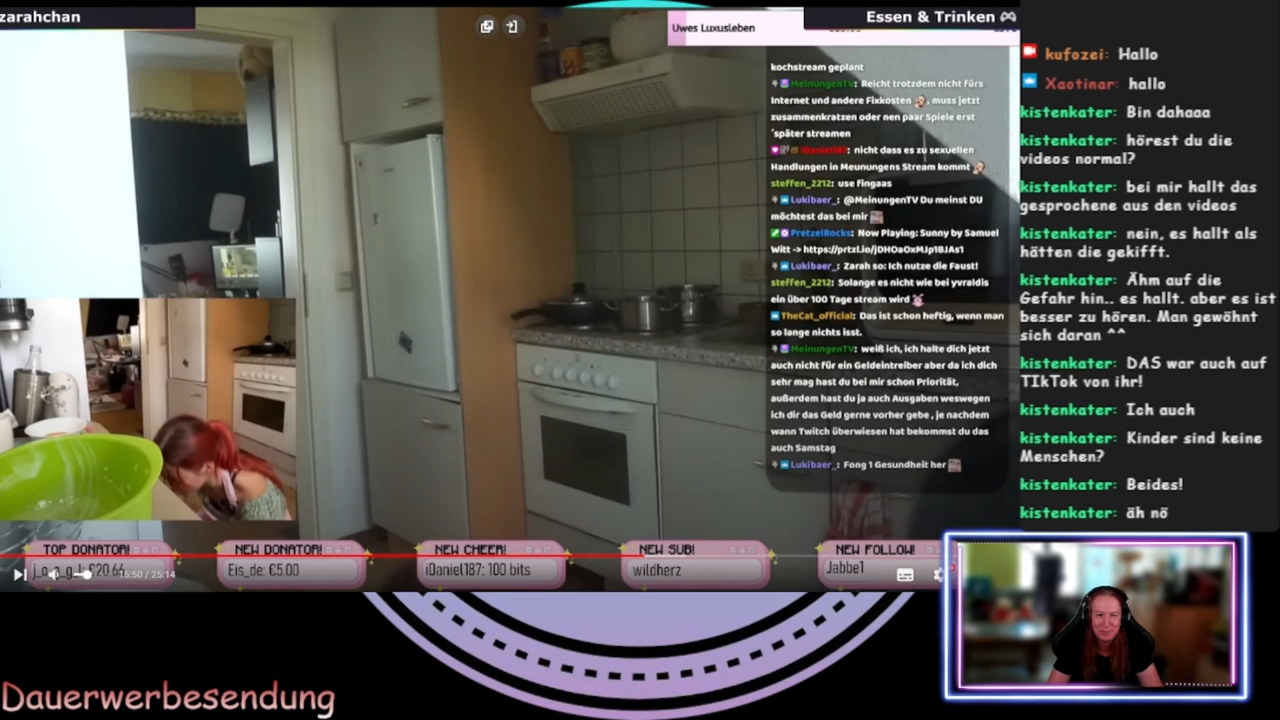 zarahchan
Essen & Trinken
Uwes Luxusleben
kochstream geplant
MeinungenTV: Reicht trotzdem nicht fürs
Internet und andere Fixkosten , muss jetzt
zusammenkratzen oder nen paar Spiele erst
'später streamen
iDaniel187: nicht dass es zu sexuellen
Handlungen in Meunungens Stream kommt
steffen_2212: use fingaas
Lukibaer_: @MeinungenTV Du meinst DU
möchtest das bei mir
PretzelRocks: Now Playing: Sunny by Samuel
Witt -> https://prtzl.io/jDHOaOxMJp1BJAs1
Lukibaer_: Zarah so: Ich nutze die Faust!
steffen_2212: Solange es nicht wie bei yvraldis
ein über 100 Tage stream wird
TheCat_official: Das ist schon heftig, wenn man
so lange nichts isst.
MeinungenTV: weiß ich, ich halte dich jetzt
auch nicht für ein Geldeintreiber aber da ich dich
sehr mag hast du bei mir schon Priorität,
außerdem hast du ja auch Ausgaben weswegen
ich dir das Geld gerne vorher gebe , je nachdem
wann Twitch überwiesen hat bekommst du das
auch Samstag
Lukibaer_: Fong 1 Gesundheit her
kufozei: Hallo
Xaotinar: hallo
kistenkater: Bin dahaaa
kistenkater: hörest du die
videos normal?
kistenkater: bei mir hallt das
gesprochene aus den videos
kistenkater: nein, es hallt als
hätten die gekifft.
kistenkater: Ähm auf die
Gefahr hin.. es hallt. aber es ist
besser zu hören. Man gewöhnt
sich daran ^^
kistenkater: DAS war auch auf
TIkTok von ihr!
kistenkater: Ich auch
kistenkater: Kinder sind keine
Menschen?
kistenkater: Beides!
kistenkater: äh nö
TOP DONATOR!
NEW DONATOR!
Eis_de: €5.00
NEW CHEER!
iDaniel187: 100 bits
NEW SUB!
wildherz
NEW FOLLOW!
Jabbe1
15:50 / 25:14
Dauerwerbesendung